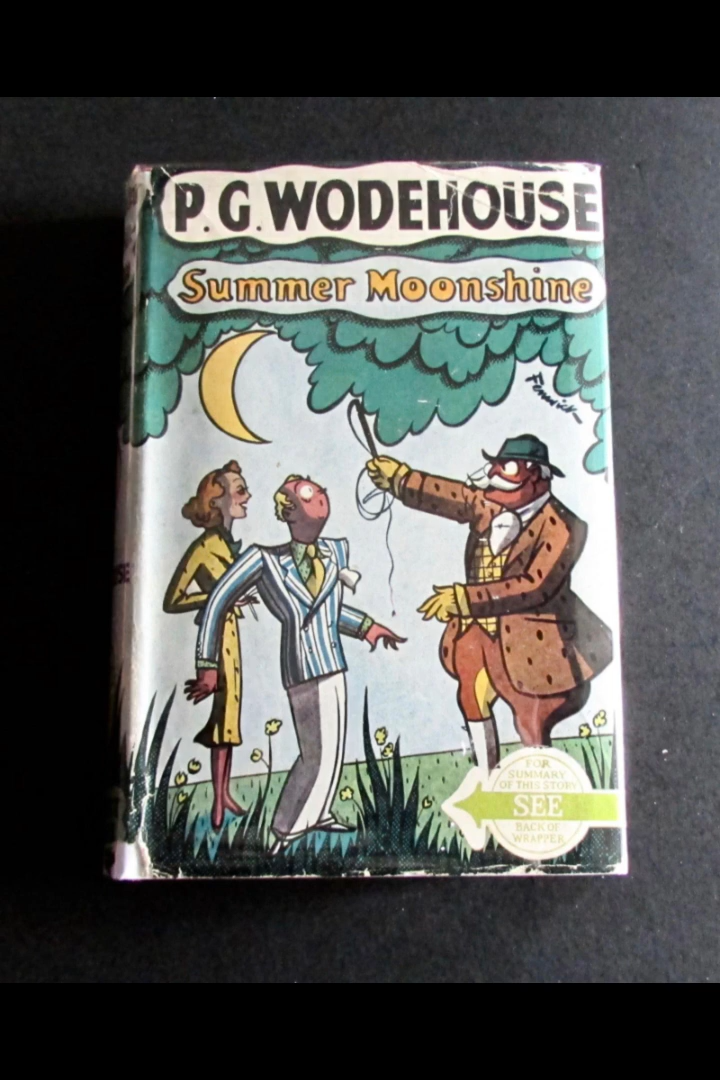 P. G. WODEHOUSE
Summer Moonshine
Fenwick
FOR
SUMMARY
OF THIS STORY
SEE
BACK OF
WRAPPER